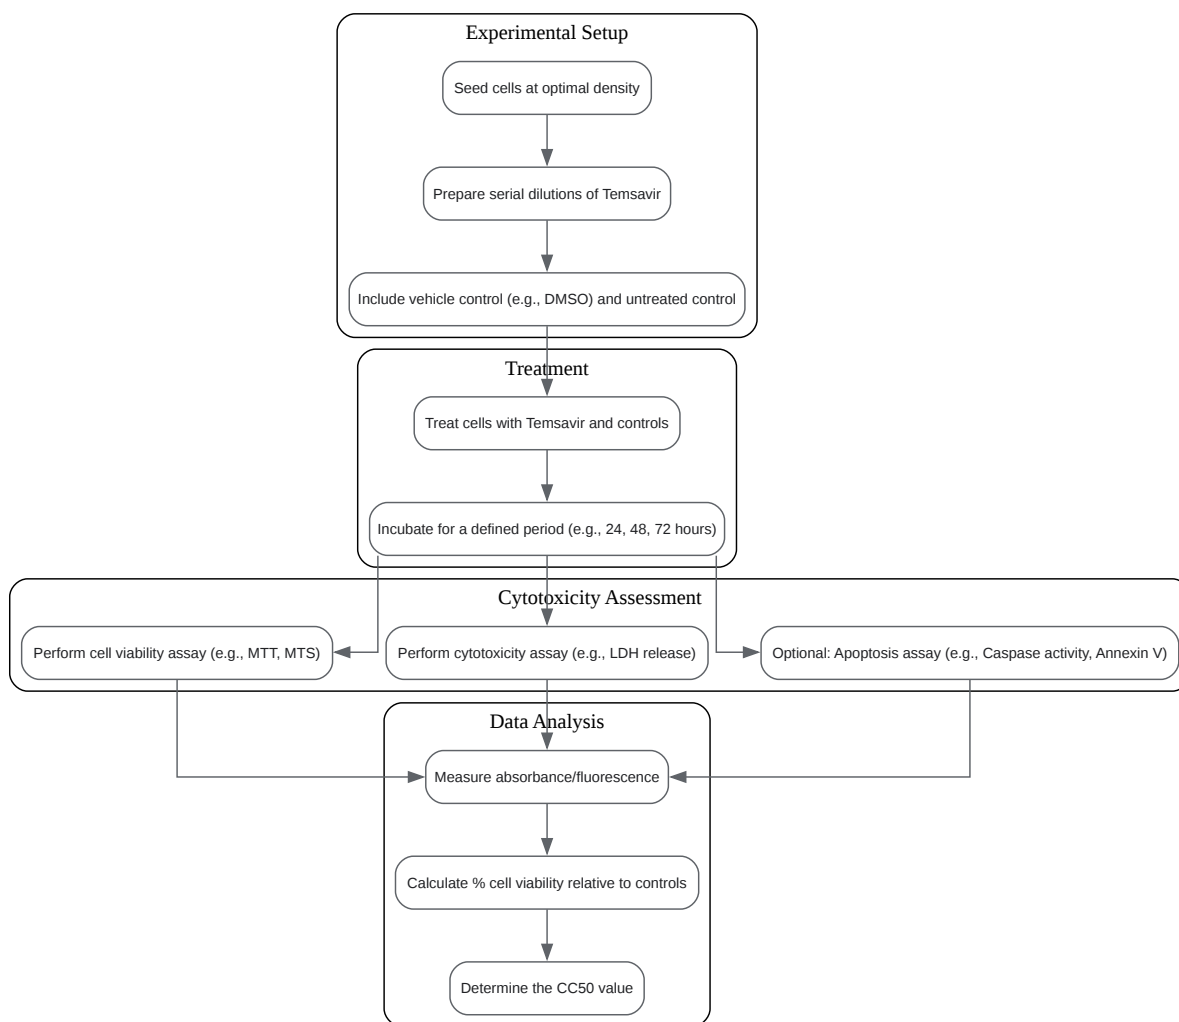 Experimental Setup
Seed cells at optimal density
Prepare serial dilutions of Temsavir
Include vehicle control (e.g., DMSO) and untreated control
Treatment
Treat cells with Temsavir and controls
Incubate for a defined period (e.g., 24, 48, 72 hours)
Cytotoxicity Assessment
Perform cell viability assay (e.g., MTT, MTS)
Perform cytotoxicity assay (e.g., LDH release)
Optional: Apoptosis assay (e.g., Caspase activity, Annexin V)
Data Analysis
Measure absorbance/fluorescence
Calculate % cell viability relative to controls
Determine the CC50 value